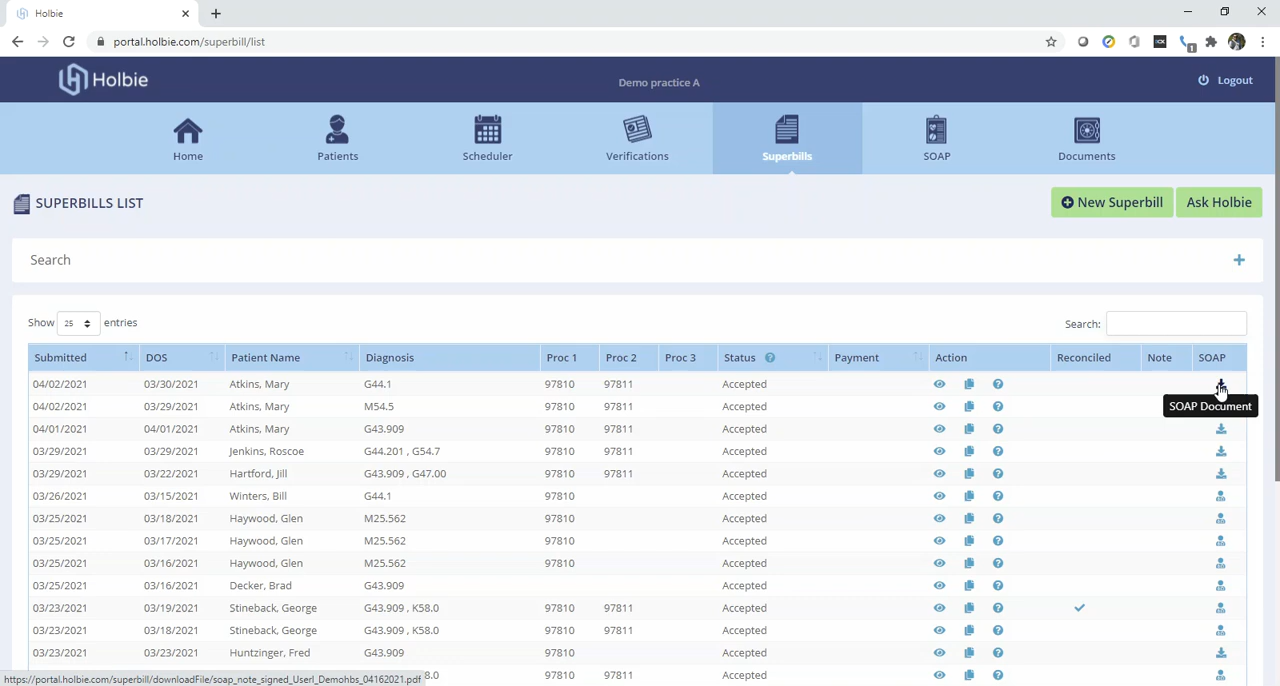 Holbie
portal.holbie.com/superbill/list
1
Holbie
Demo practice A
Logout
Home
Patients
Scheduler
Verifications
Superbills
SOAP
Documents
SUPERBILLS LIST
New Superbill
Ask Holbie
Search
Show 25 entries
Search:
Submitted DOS Patient Name Diagnosis Proc 1 Proc 2 Proc 3 Status Payment Action Reconciled Note SOAP
04/02/2021 03/30/2021 Atkins, Mary G44.1 97810 97811 Accepted
04/02/2021 03/29/2021 Atkins, Mary M54.5 97810 97811 Accepted
SOAP Document
04/01/2021 04/01/2021 Atkins, Mary G43.909 97810 97811 Accepted
03/29/2021 03/29/2021 Jenkins, Roscoe G44.201 , G54.7 97810 97811 Accepted
03/29/2021 03/22/2021 Hartford, Jill G43.909 , G47.00 97810 97811 Accepted
03/26/2021 03/15/2021 Winters, Bill G44.1 97810 Accepted
03/25/2021 03/18/2021 Haywood, Glen M25.562 97810 Accepted
03/25/2021 03/17/2021 Haywood, Glen M25.562 97810 Accepted
03/25/2021 03/16/2021 Haywood, Glen M25.562 97810 Accepted
03/25/2021 03/16/2021 Decker, Brad G43.909 Accepted
03/23/2021 03/19/2021 Stineback, George G43.909 , K58.0 97810 97811 Accepted
03/23/2021 03/18/2021 Stineback, George G43.909 , K58.0 97810 97811 Accepted
03/23/2021 03/23/2021 Huntzinger, Fred G43.909 97810 Accepted
8.0 97810 97811 Accepted